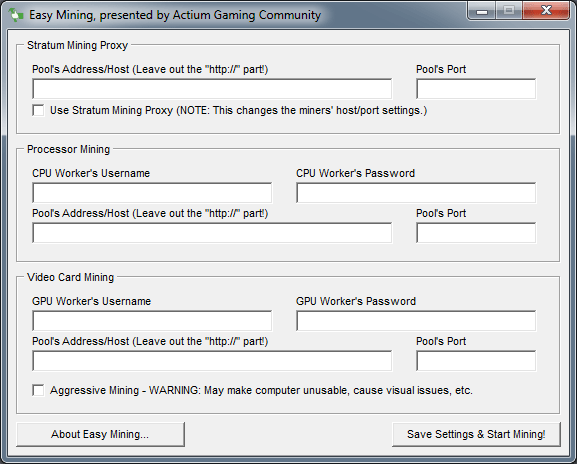 Easy Mining, presented by Actium Gaming Community
Stratum Mining Proxy
Pool's Address/Host (Leave out the "http://" part!) Pool's Port
Use Stratum Mining Proxy (NOTE: This changes the miners' host/port settings.)
Processor Mining
CPU Worker's Username CPU Worker's Password
Pool's Address/Host (Leave out the "http://" part!) Pool's Port
Video Card Mining
GPU Worker's Username GPU Worker's Password
Pool's Address/Host (Leave out the "http://" part!) Pool's Port
Aggressive Mining - WARNING: May make computer unusable, cause visual issues, etc.
About Easy Mining... Save Settings & Start Mining!